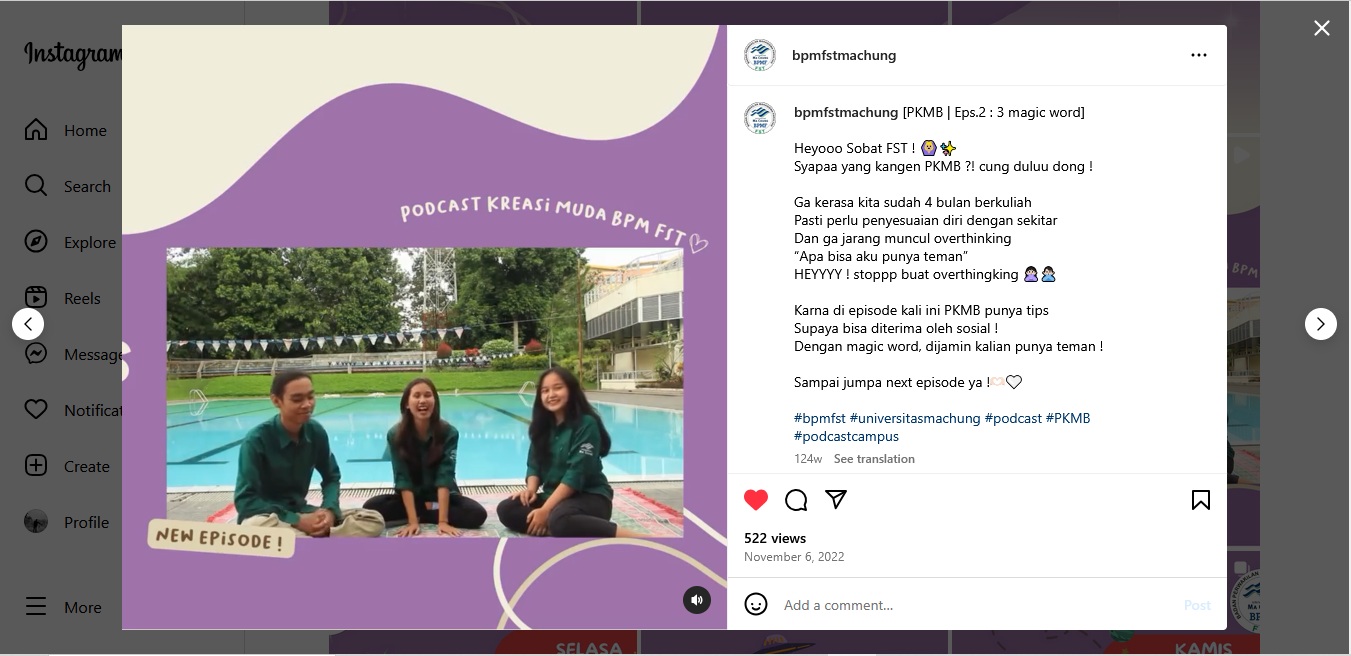 Instagram
Home
Search
Explore
Reels
Message
Notificat
Create
Profile
More
PODCAST KREASI MUDA BPM FST
NEW EPISODE !
bpmfstmachung
bpmfstmachung [PKMB | Eps.2 : 3 magic word]
Heyooo Sobat FST ! 🙆✨
Syapaa yang kangen PKMB ?! cung duluu dong !
Ga kerasa kita sudah 4 bulan berkuliah
Pasti perlu penyesuaian diri dengan sekitar
Dan ga jarang muncul overthinking
“Apa bisa aku punya teman”
HEYYYY ! stoppp buat overthingking 🙎🏻‍♀️🙎🏻‍♂️
Karna di episode kali ini PKMB punya tips
Supaya bisa diterima oleh sosial !
Dengan magic word, dijamin kalian punya teman !
Sampai jumpa next episode ya !🫶🏻🤍
#bpmfst #universitasmachung #podcast #PKMB
#podcastcampus
124w See translation
522 views
November 6, 2022
Add a comment...
Post
SELASA
KAMIS